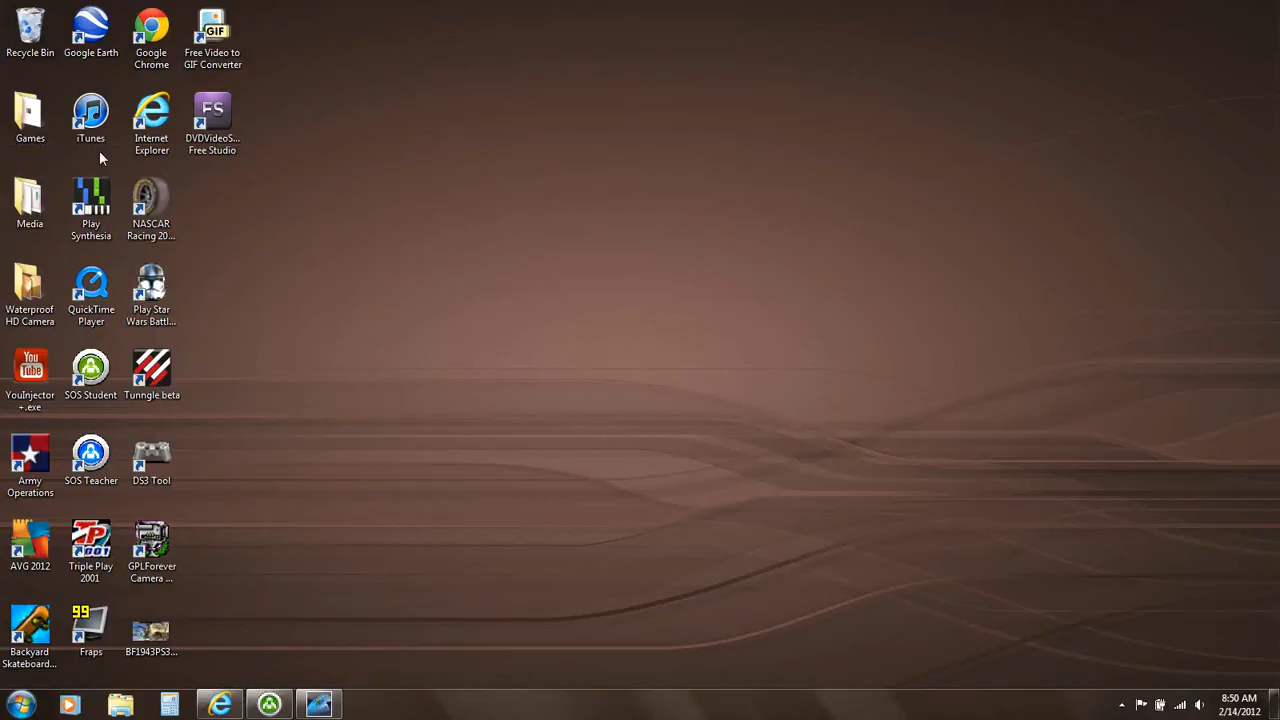 Recycle Bin
Google Earth
Google
Chrome
Free Video to
GIF Converter
GIF
Games
iTunes
Internet
Explorer
FS
DVDVideoS...
Free Studio
Media
Play
Synthesia
NASCAR
Racing 20...
Waterproof
HD Camera
QuickTime
Player
Play Star
Wars Battl...
You
Tube
YouInjector
+.exe
SOS Student
Tunngle beta
Army
Operations
SOS Teacher
DS3 Tool
AVG 2012
TP
2001
Triple Play
2001
GPLForever
Camera ...
Backyard
Skateboard...
99
Fraps
BF1943PS3...
8:50 AM
2/14/2012